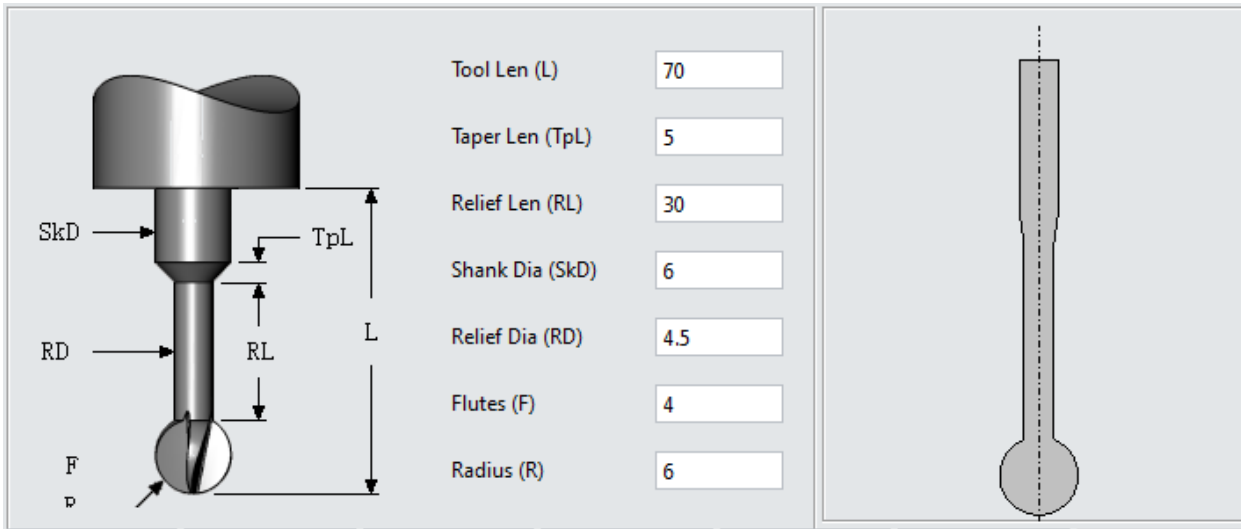 SkD
TpL
RD
RL
L
F
Tool Len (L) 70
Taper Len (TpL) 5
Relief Len (RL) 30
Shank Dia (SkD) 6
Relief Dia (RD) 4.5
Flutes (F) 4
Radius (R) 6